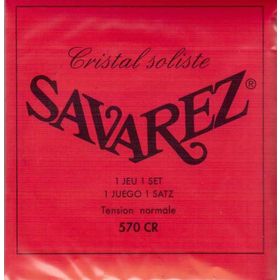 Cristal soliste
SAVAREZ®
1 JEU 1 SET
1 JUEGO 1 SATZ
Tension normale
570 CR